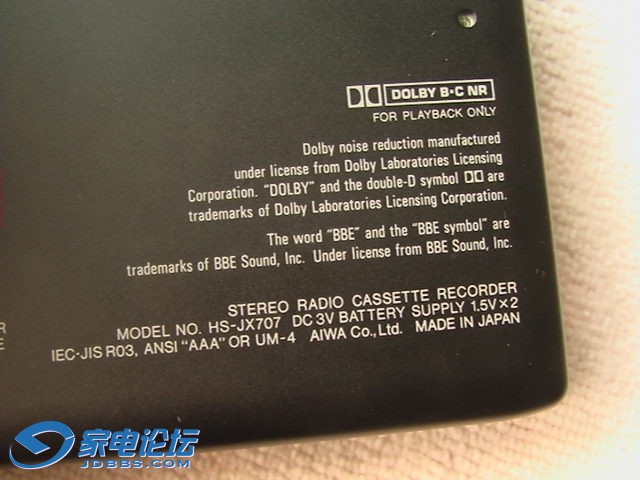 DOLBY B·C NR
FOR PLAYBACK ONLY
Dolby noise reduction manufactured
under license from Dolby Laboratories Licensing
Corporation. "DOLBY" and the double-D symbol are
trademarks of Dolby Laboratories Licensing Corporation.
The word "BBE" and the "BBE symbol" are
trademarks of BBE Sound, Inc. Under license from BBE Sound, Inc.
STEREO RADIO CASSETTE RECORDER
MODEL NO. HS-JX707 DC 3V BATTERY SUPPLY 1.5V×2
IEC·JIS R03, ANSI "AAA" OR UM-4 AIWA Co., Ltd. MADE IN JAPAN
R
E
家电论坛
JDBBS.COM